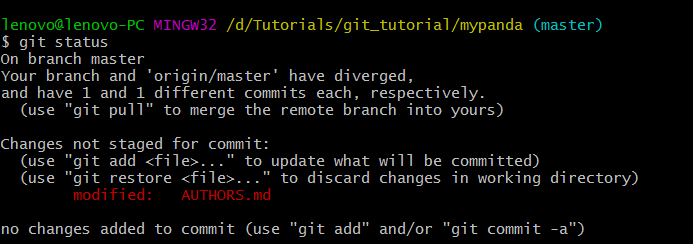 lenovo@lenovo-PC MINGW32 /d/Tutorials/git_tutorial/mypanda (master)
$ git status
On branch master
Your branch and 'origin/master' have diverged,
and have 1 and 1 different commits each, respectively.
  (use "git pull" to merge the remote branch into yours)

Changes not staged for commit:
  (use "git add <file>..." to update what will be committed)
  (use "git restore <file>..." to discard changes in working directory)
        modified:   AUTHORS.md

no changes added to commit (use "git add" and/or "git commit -a")